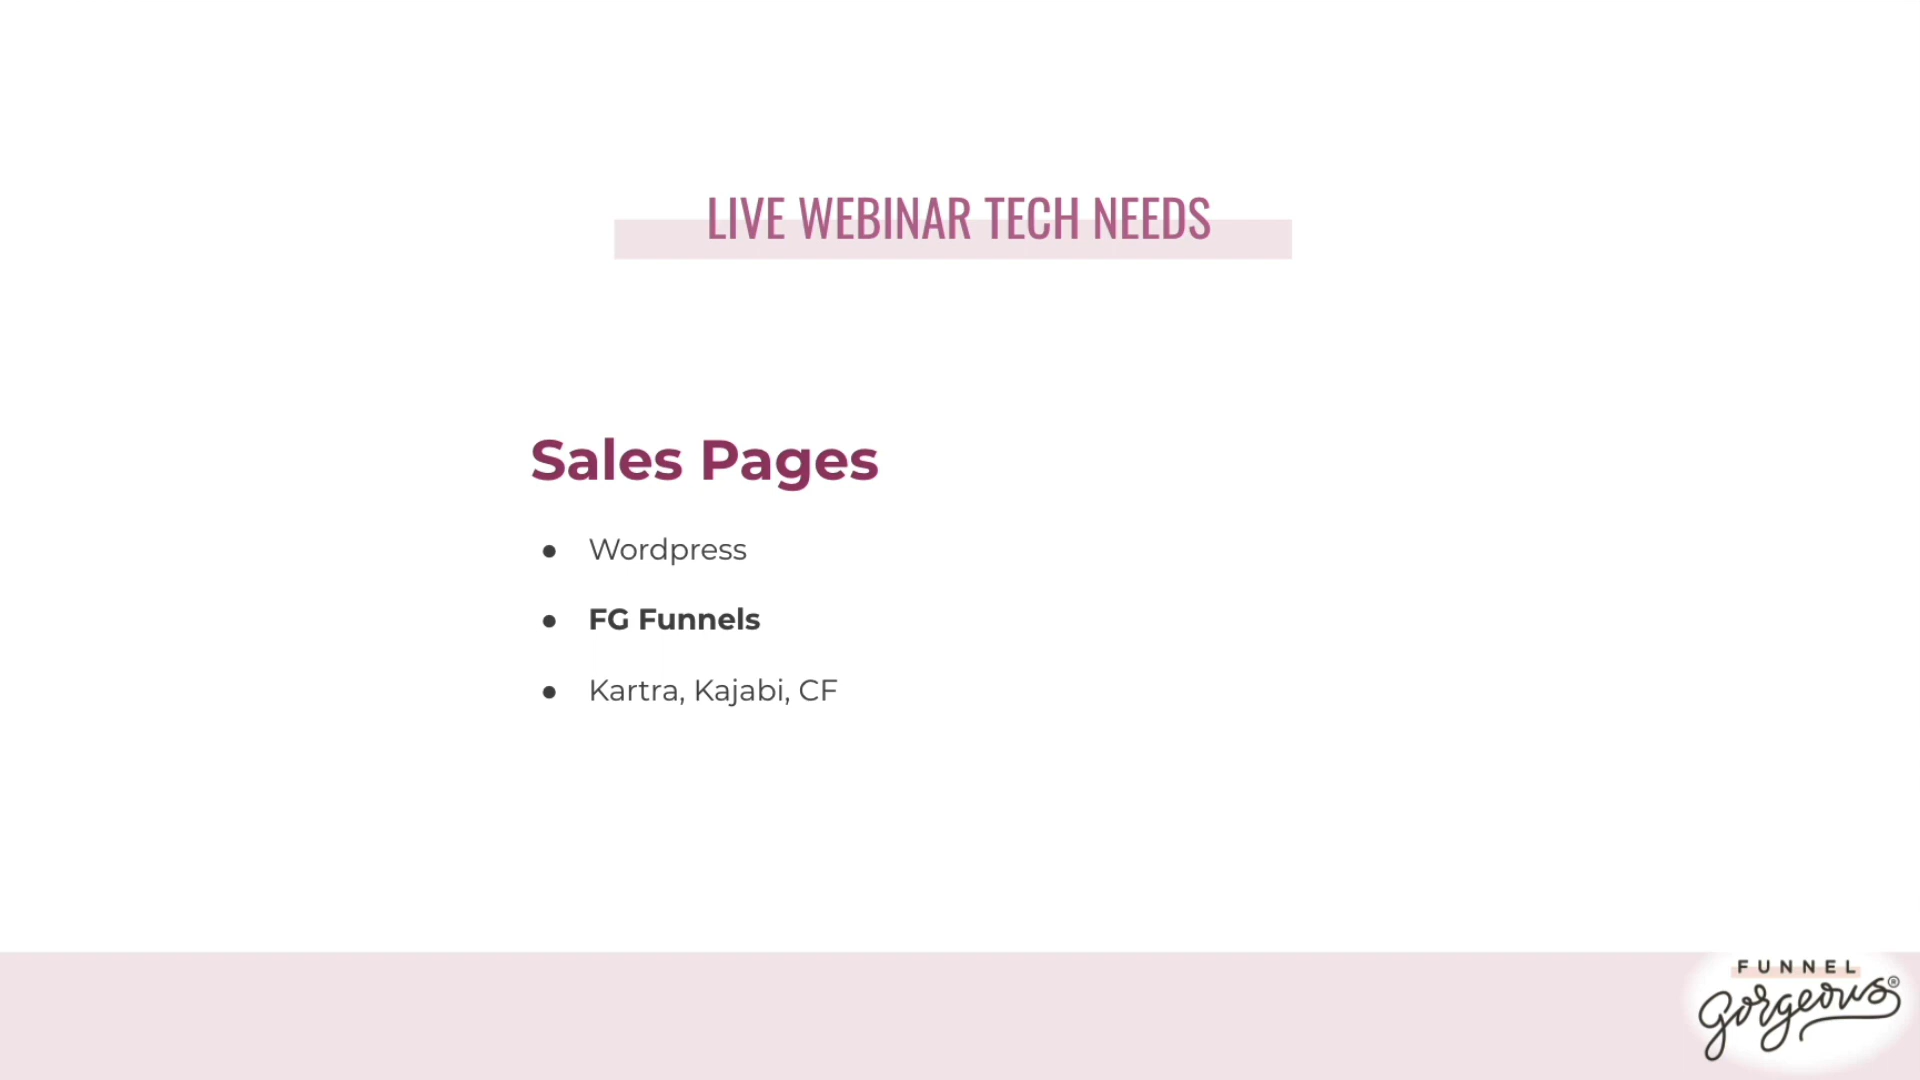 LIVE WEBINAR TECH NEEDS
Sales Pages
● Wordpress
● FG Funnels
● Kartra, Kajabi, CF
FUNNEL
gorgeous®